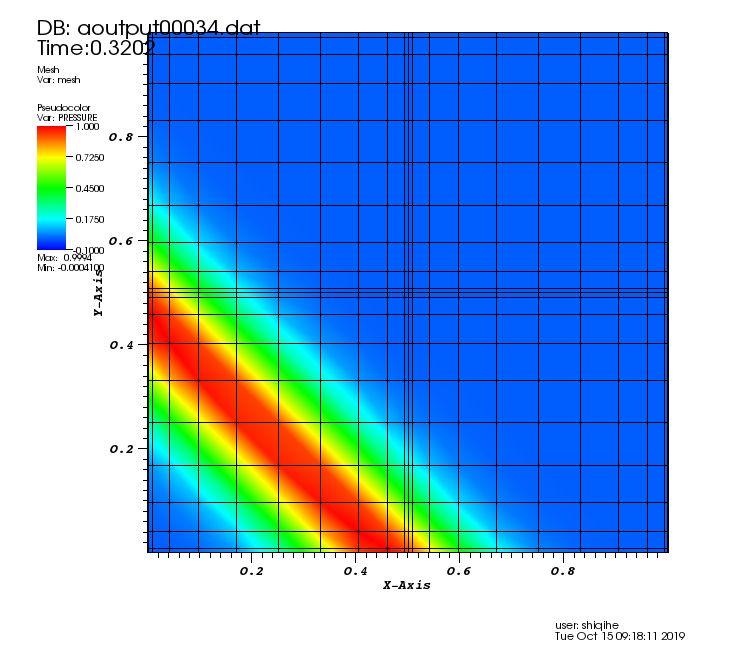 DB: aoutput00034.dat
Time:0.3202
Mesh
Var: mesh
Pseudocolor
Var: PRESSURE
1.000
0.7250
0.4500
0.1750
-0.1000
Max: 0.9994
Min: -0.0004100
0.8
0.6
0.4
0.2
Y-Axis
0.2 0.4 0.6 0.8
X-Axis
user: shiqihe
Tue Oct 15 09:18:11 2019